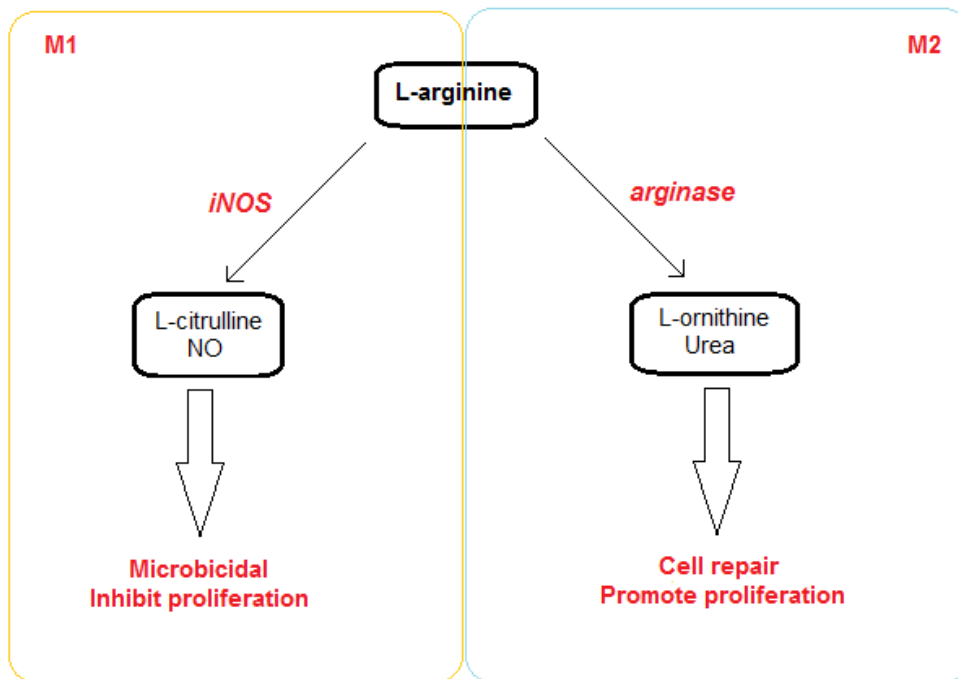 M1
M2
L-arginine
iNOS
arginase
L-citrulline
NO
L-ornithine
Urea
Microbicidal
Inhibit proliferation
Cell repair
Promote proliferation